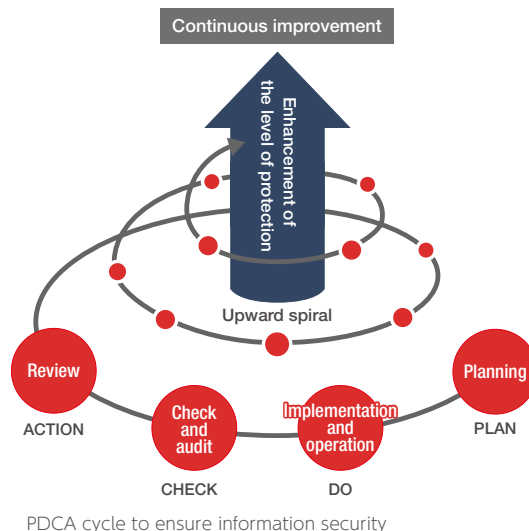 Continuous improvement
Enhancement of
the level of protection
Upward spiral
Review
ACTION
Check
and
audit
CHECK
Implementation
and
operation
DO
Planning
PLAN
PDCA cycle to ensure information security